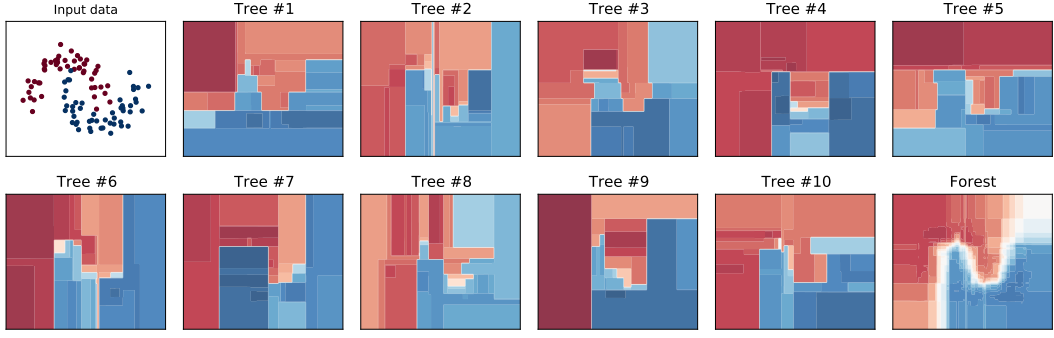 Input data
Tree #1
Tree #2
Tree #3
Tree #4
Tree #5
Tree #6
Tree #7
Tree #8
Tree #9
Tree #10
Forest